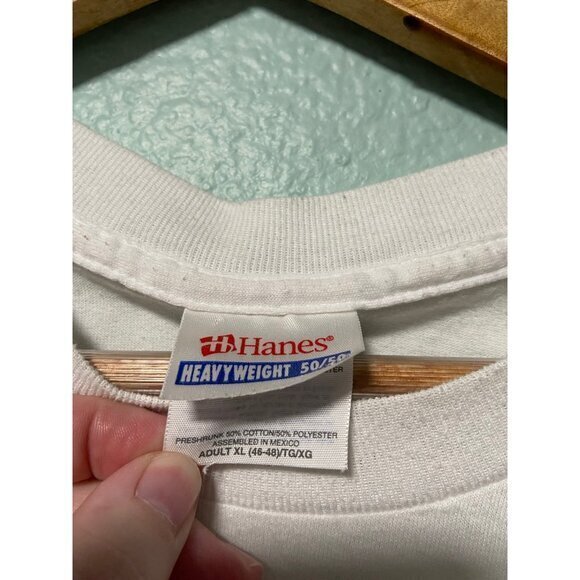 Hanes®
HEAVYWEIGHT 50/50
PRESHRUNK 50% COTTON/50% POLYESTER
ASSEMBLED IN MEXICO
ADULT XL (46-48)/TG/XG